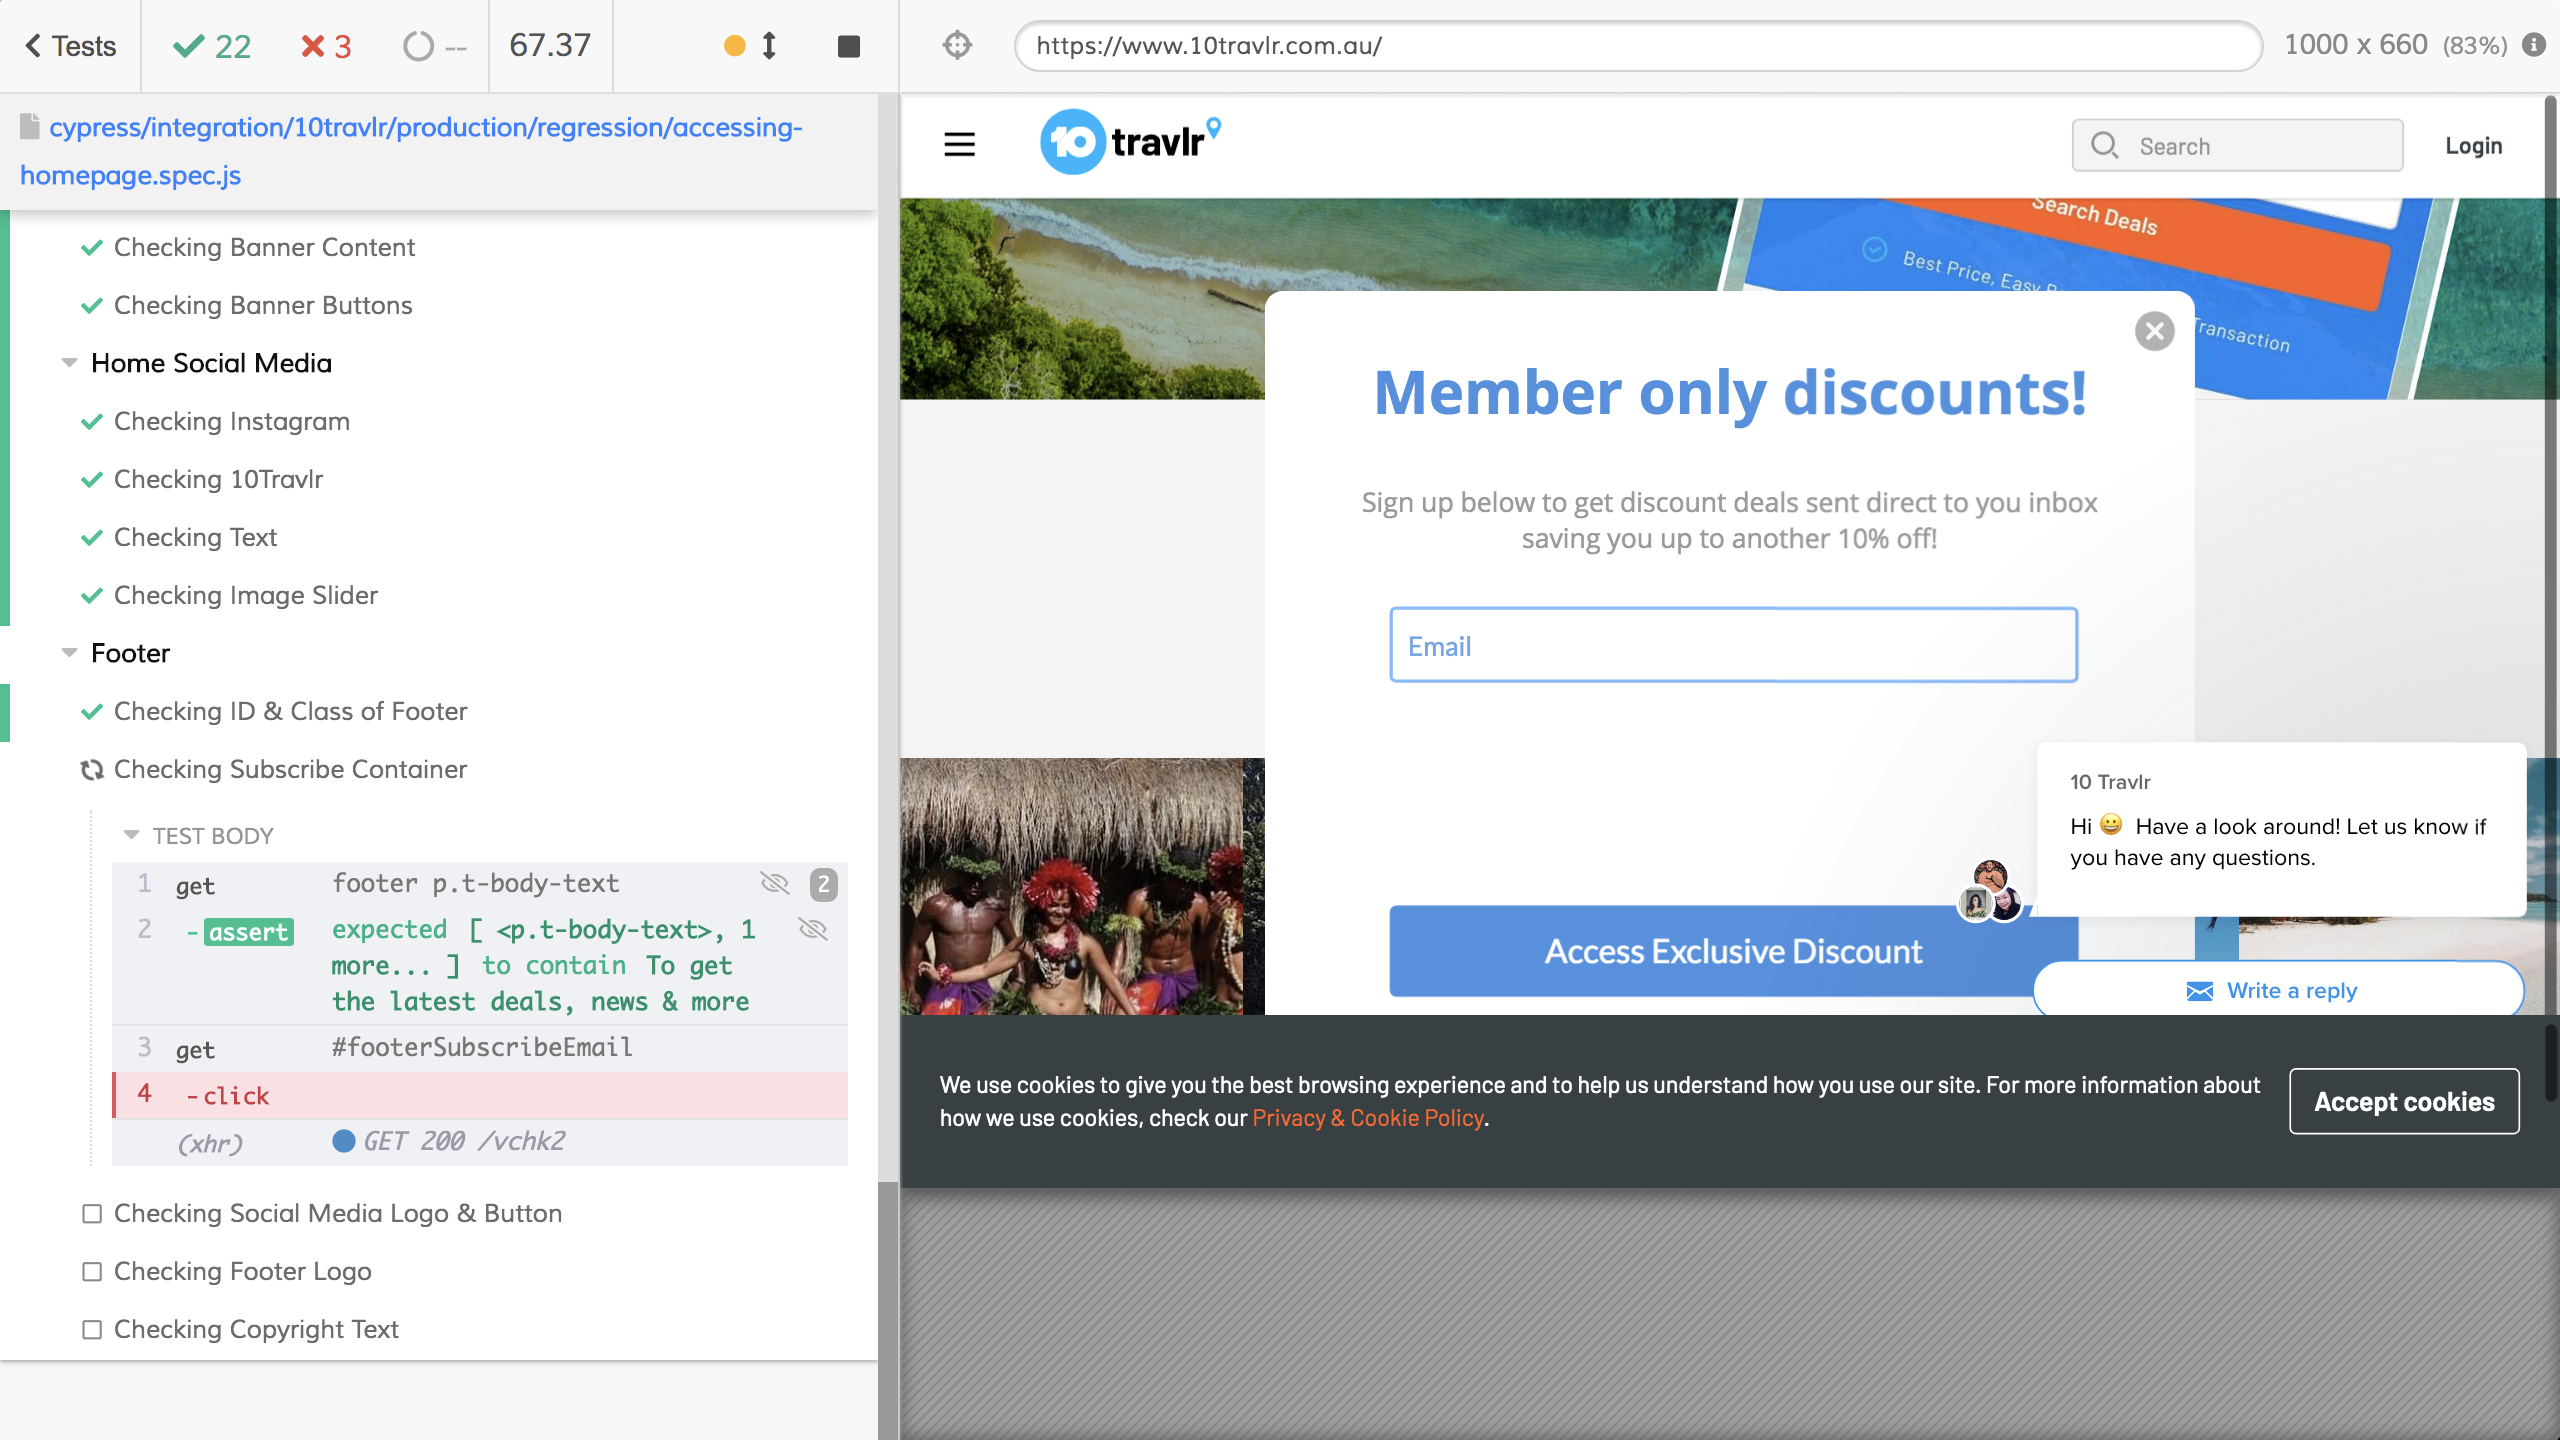 Tests
22
3
--
67.37
cypress/integration/10travlr/production/regression/accessing-
homepage.spec.js
Checking Banner Content
Checking Banner Buttons
Home Social Media
Checking Instagram
Checking 10Travlr
Checking Text
Checking Image Slider
Footer
Checking ID & Class of Footer
Checking Subscribe Container
TEST BODY
1 get footer p.t-body-text 2
2 -assert expected [ <p.t-body-text>, 1
more... ] to contain To get
the latest deals, news & more
3 get #footerSubscribeEmail
4 -click
(xhr) GET 200 /vchk2
Checking Social Media Logo & Button
Checking Footer Logo
Checking Copyright Text
https://www.10travlr.com.au/
1000 x 660 (83%)
10 travlr
Search
Login
Search Deals
Best Price, Easy
Transaction
Member only discounts!
Sign up below to get discount deals sent direct to you inbox
saving you up to another 10% off!
Email
Access Exclusive Discount
10 Travlr
Hi 😀 Have a look around! Let us know if
you have any questions.
Write a reply
We use cookies to give you the best browsing experience and to help us understand how you use our site. For more information about
how we use cookies, check our Privacy & Cookie Policy.
Accept cookies